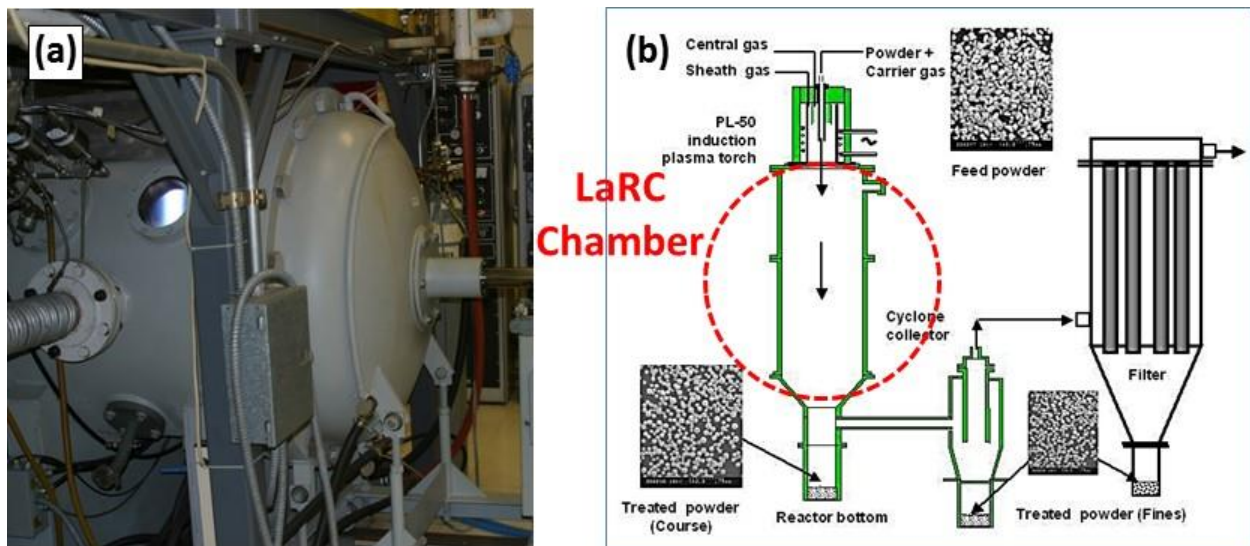 (a)
(b)
Central gas
Sheath gas
Powder +
Carrier gas
PL-50
induction
plasma torch
Feed powder
LaRC
Chamber
Cyclone
collector
Filter
Treated powder
(Course)
Reactor bottom
Treated powder (Fines)